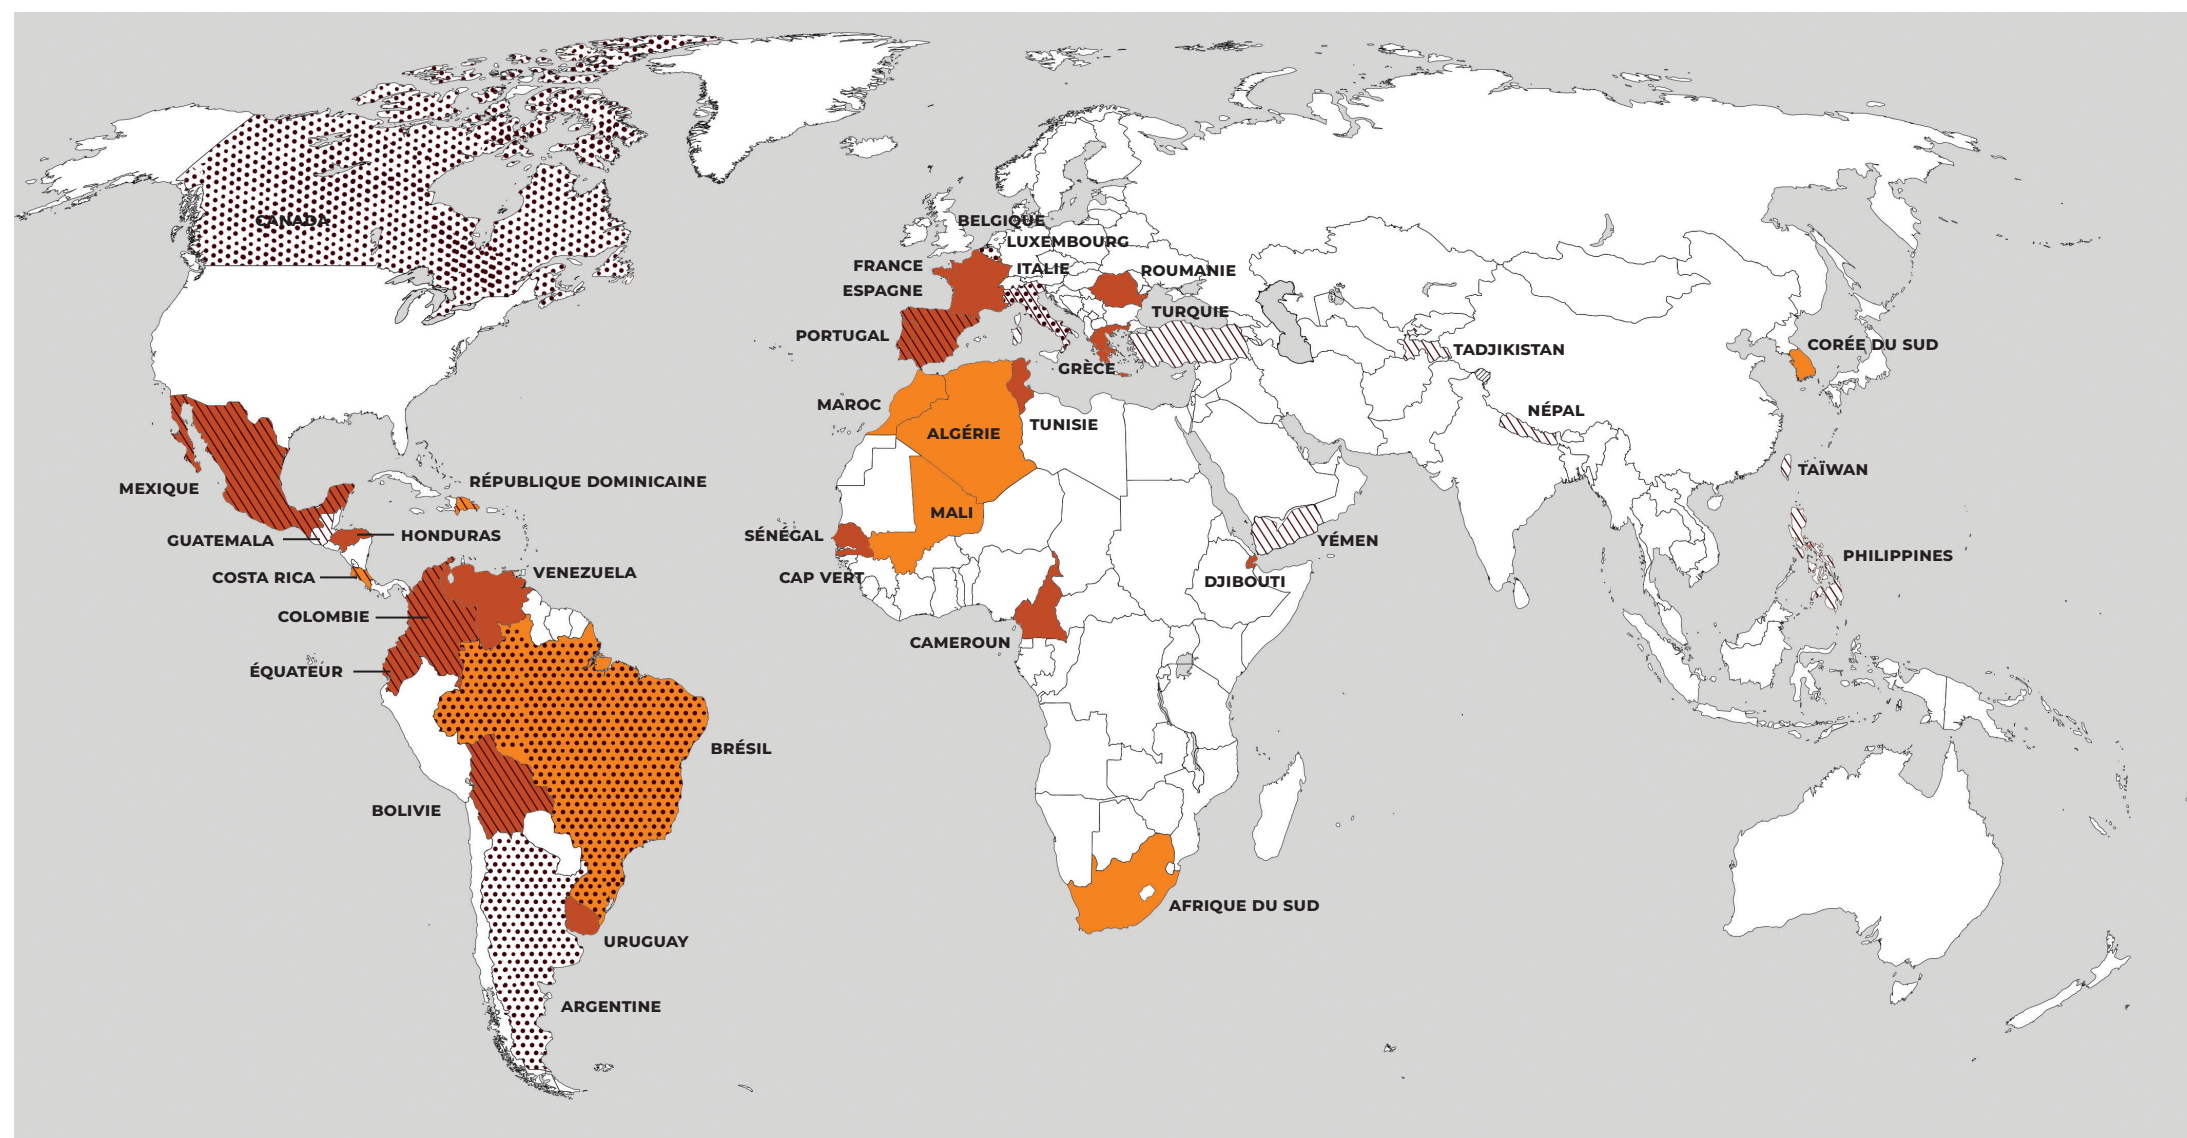 CANADA
BELGIQUE
LUXEMBOURG
FRANCE
ITALIE
ROUMANIE
ESPAGNE
TURQUIE
PORTUGAL
TADJIKISTAN
CORÉE DU SUD
GRÈCE
MAROC
NÉPAL
TUNISIE
ALGÉRIE
TAÏWAN
RÉPUBLIQUE DOMINICAINE
MEXIQUE
MALI
SÉNÉGAL
HONDURAS
GUATEMALA
YÉMEN
PHILIPPINES
VENEZUELA
COSTA RICA
CAP VERT
DJIBOUTI
COLOMBIE
CAMEROUN
ÉQUATEUR
BRÉSIL
BOLIVIE
AFRIQUE DU SUD
URUGUAY
ARGENTINE